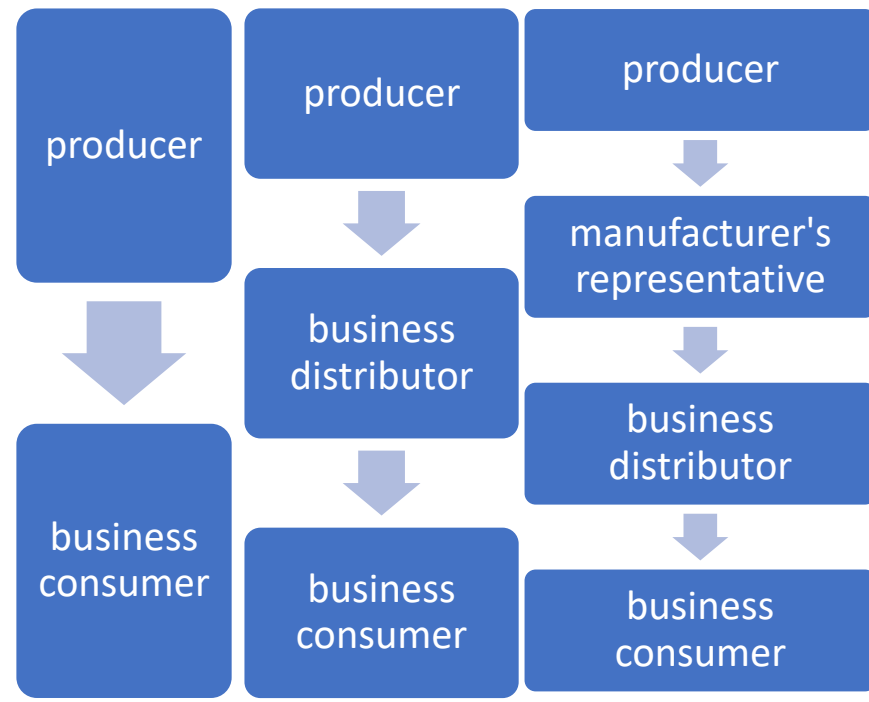 producer
business
consumer
producer
business
distributor
business
consumer
producer
manufacturer's
representative
business
distributor
business
consumer